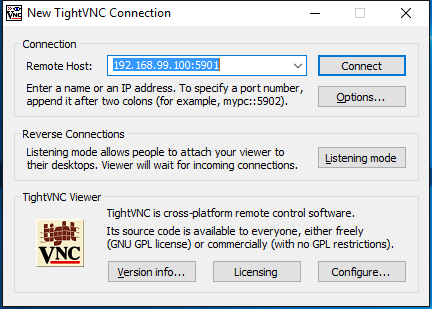 New TightVNC Connection
Connection
Remote Host: 192.168.99.100:5901 Connect
Enter a name or an IP address. To specify a port number,
append it after two colons (for example, mypc::5902).
Options...
Reverse Connections
Listening mode allows people to attach your viewer to
their desktops. Viewer will wait for incoming connections.
Listening mode
TightVNC Viewer
tight
VNC
TightVNC is cross-platform remote control software.
Its source code is available to everyone, either freely
(GNU GPL license) or commercially (with no GPL restrictions).
Version info... Licensing Configure...